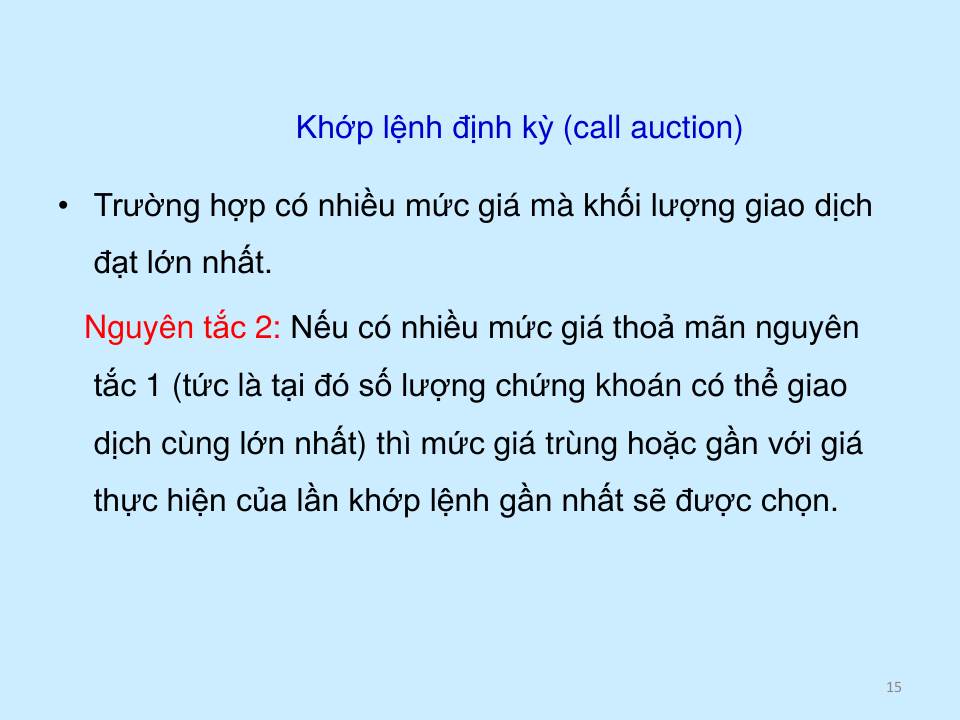 Khớp lệnh định kỳ (call auction)
• Trường hợp có nhiều mức giá mà khối lượng giao dịch
đạt lớn nhất.
Nguyên tắc 2: Nếu có nhiều mức giá thoả mãn nguyên
tắc 1 (tức là tại đó số lượng chứng khoán có thể giao
dịch cùng lớn nhất) thì mức giá trùng hoặc gần với giá
thực hiện của lần khớp lệnh gần nhất sẽ được chọn.
15